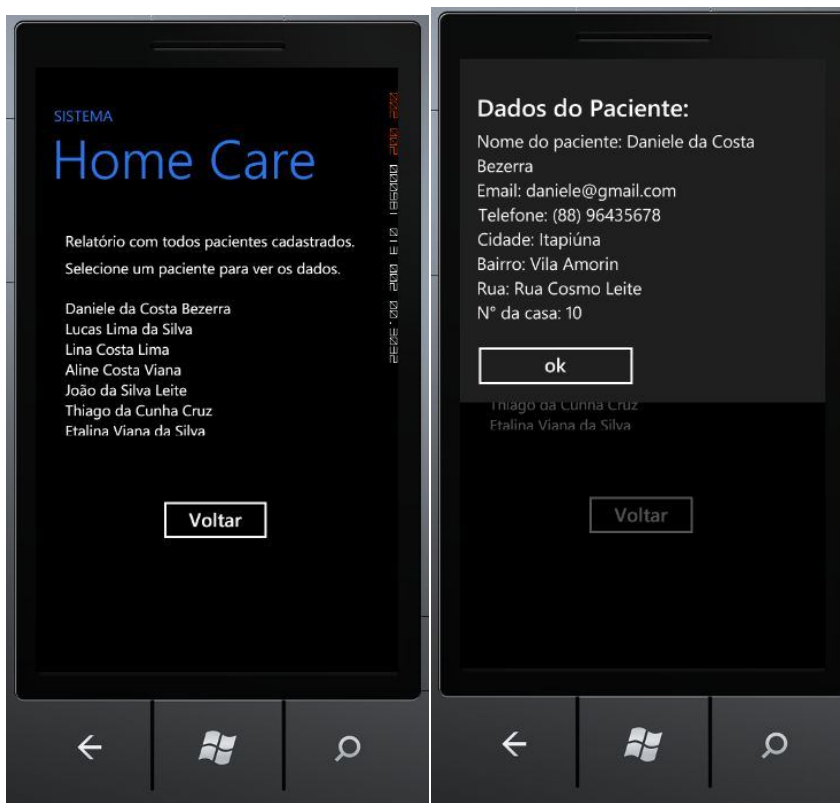 SISTEMA
Home Care
Relatório com todos pacientes cadastrados.
Selecione um paciente para ver os dados.
Daniele da Costa Bezerra
Lucas Lima da Silva
Lina Costa Lima
Aline Costa Viana
João da Silva Leite
Thiago da Cunha Cruz
Etalina Viana da Silva
Voltar
Dados do Paciente:
Nome do paciente: Daniele da Costa
Bezerra
Email: daniele@gmail.com
Telefone: (88) 96435678
Cidade: Itapiúna
Bairro: Vila Amorin
Rua: Rua Cosmo Leite
N° da casa: 10
ok
Thiago da Cunha Cruz
Etalina Viana da Silva
Voltar